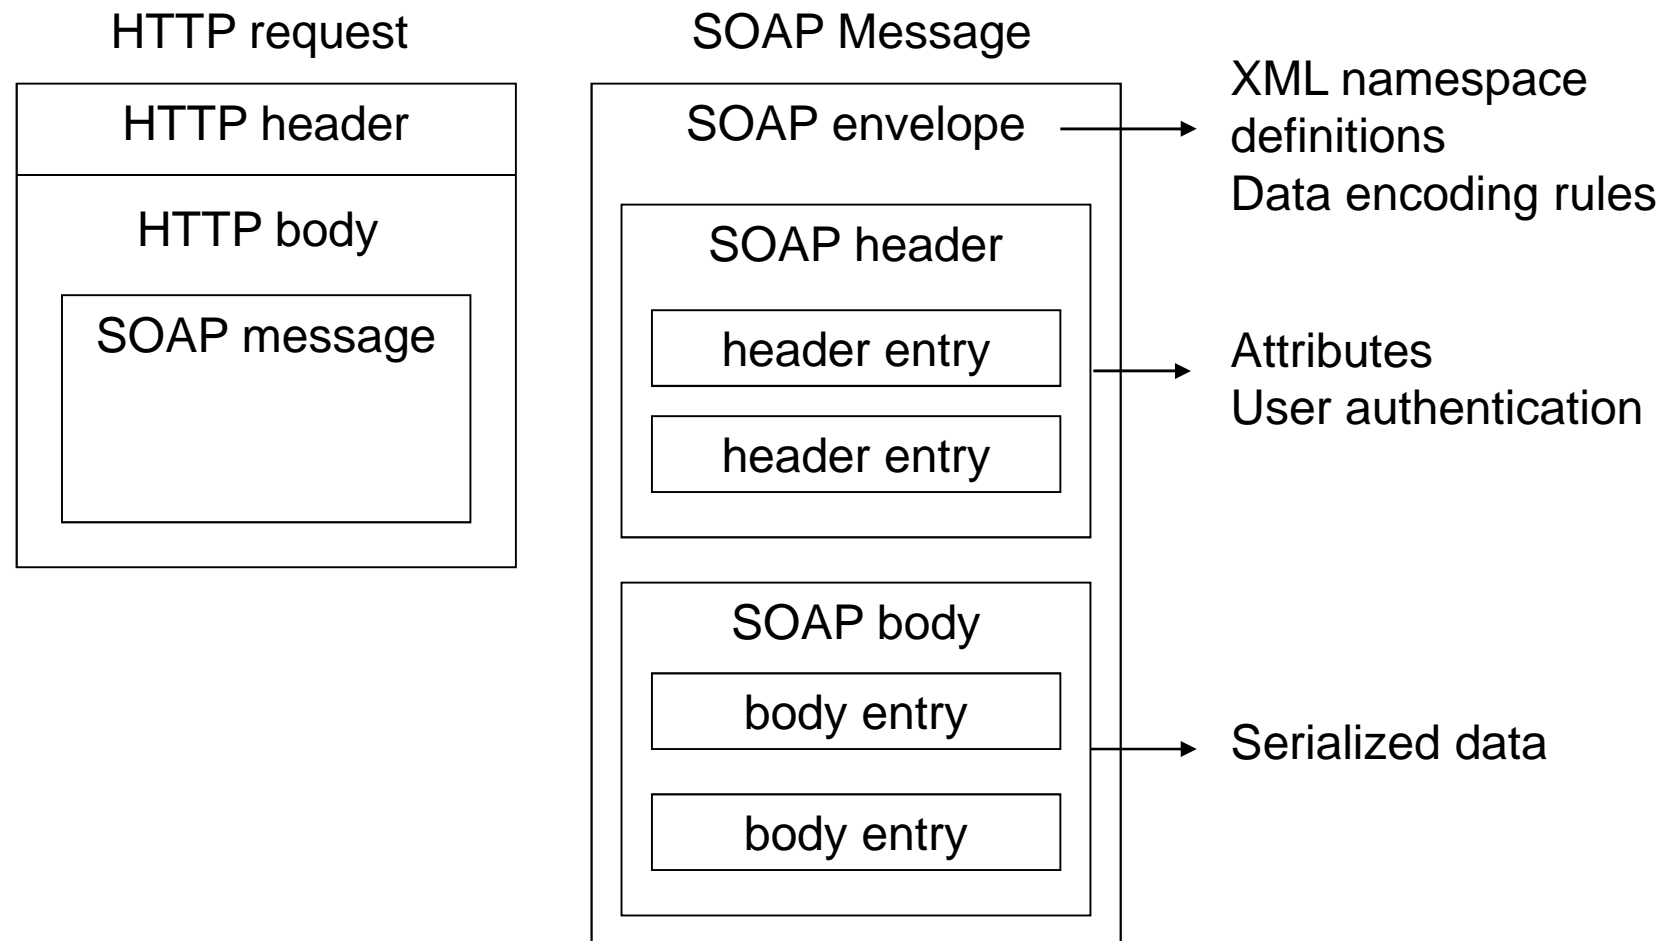 HTTP request
HTTP header
HTTP body
SOAP message
SOAP Message
SOAP envelope
SOAP header
header entry
header entry
SOAP body
body entry
body entry
XML namespace
definitions
Data encoding rules
Attributes
User authentication
Serialized data